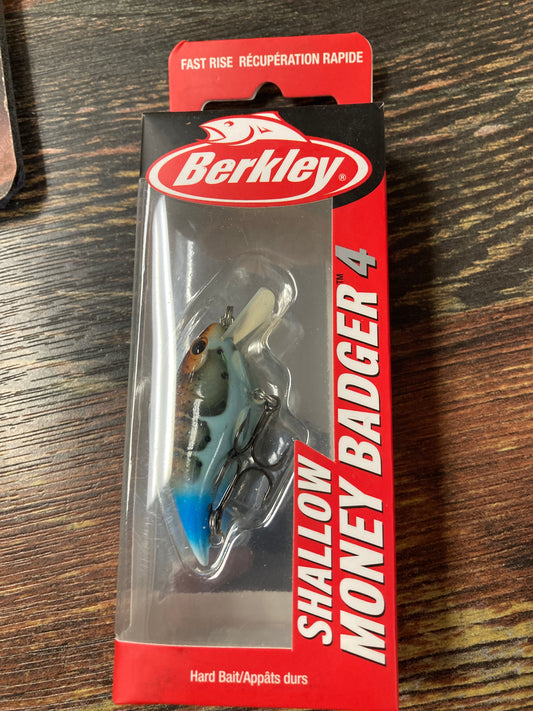 FAST RISE RÉCUPÉRATION RAPIDE
Berkley®
SHALLOW
MONEY BADGER™ 4
Hard Bait/Appâts durs